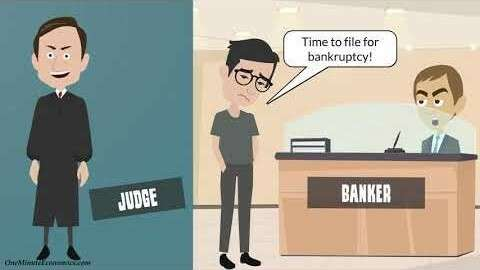 Time to file for
bankruptcy!
JUDGE
BANKER
OneMinuteEconomics.com